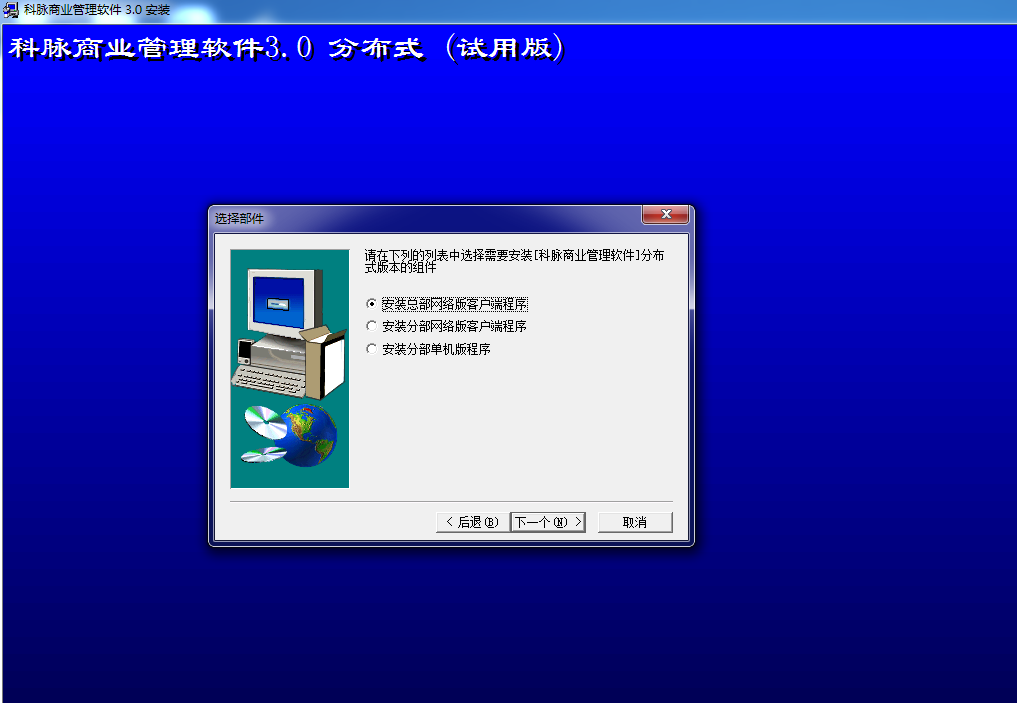 科脉商业管理软件 3.0 安装
科脉商业管理软件3.0 分布式 (试用版)
选择部件
请在下列的列表中选择需要安装[科脉商业管理软件]分布
式版本的组件
安装总部网络版客户端程序
安装分部网络版客户端程序
安装分部单机版程序
< 后退(B) 下一个(N) > 取消